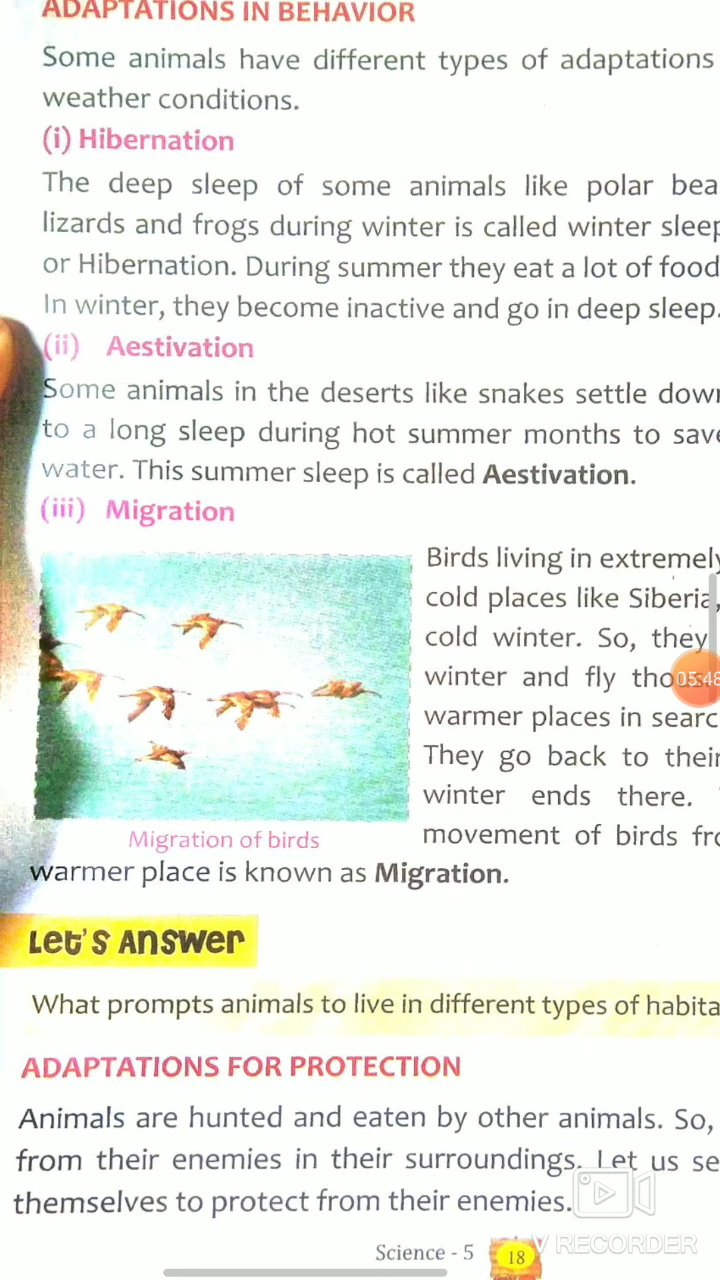 ADAPTATIONS IN BEHAVIOR
Some animals have different types of adaptations
weather conditions.
(i) Hibernation
The deep sleep of some animals like polar bea
lizards and frogs during winter is called winter sleep
or Hibernation. During summer they eat a lot of food
In winter, they become inactive and go in deep sleep.
(ii) Aestivation
Some animals in the deserts like snakes settle down
to a long sleep during hot summer months to save
water. This summer sleep is called Aestivation.
(iii) Migration
Birds living in extremely
cold places like Siberia,
cold winter. So, they
winter and fly
05:48
warmer places in searc
They go back to their
winter ends there.
movement of birds fro
Migration of birds
warmer place is known as Migration.
Let's Answer
What prompts animals to live in different types of habita
ADAPTATIONS FOR PROTECTION
Animals are hunted and eaten by other animals. So,
from their enemies in their surroundings. Let us se
themselves to protect from their enemies.
Science - 5
18
V RECORDER